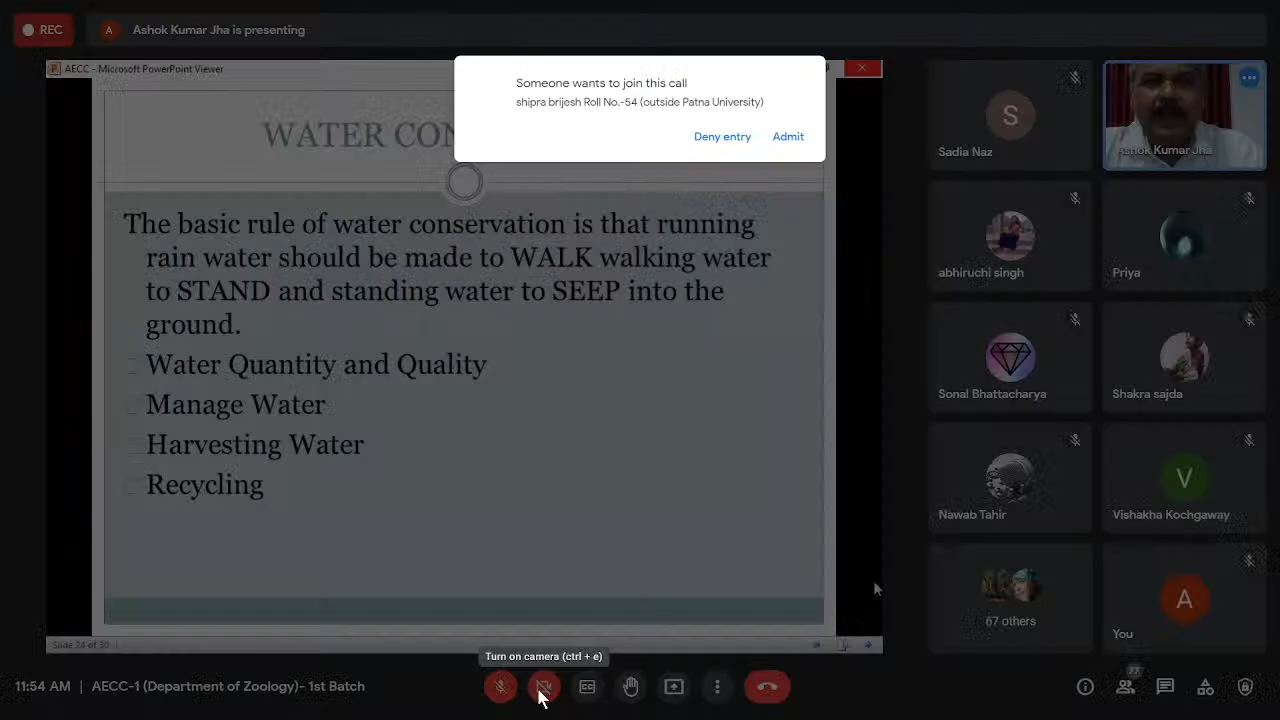 REC
A
Ashok Kumar Jha is presenting
AECC - Microsoft PowerPoint Viewer
Someone wants to join this call
shipra brijesh Roll No.-54 (outside Patna University)
Deny entry
Admit
WATER CON
The basic rule of water conservation is that running
rain water should be made to WALK walking water
to STAND and standing water to SEEP into the
ground.
Water Quantity and Quality
Manage Water
Harvesting Water
Recycling
Slide 24 of 30
S
Sadia Naz
Ashok Kumar Jha
abhiruchi singh
Priya
Sonal Bhattacharya
Shakra sajda
Nawab Tahir
V
Vishakha Kochgaway
67 others
A
You
Turn on camera (ctrl + e)
11:54 AM | AECC-1 (Department of Zoology)- 1st Batch
CC
77